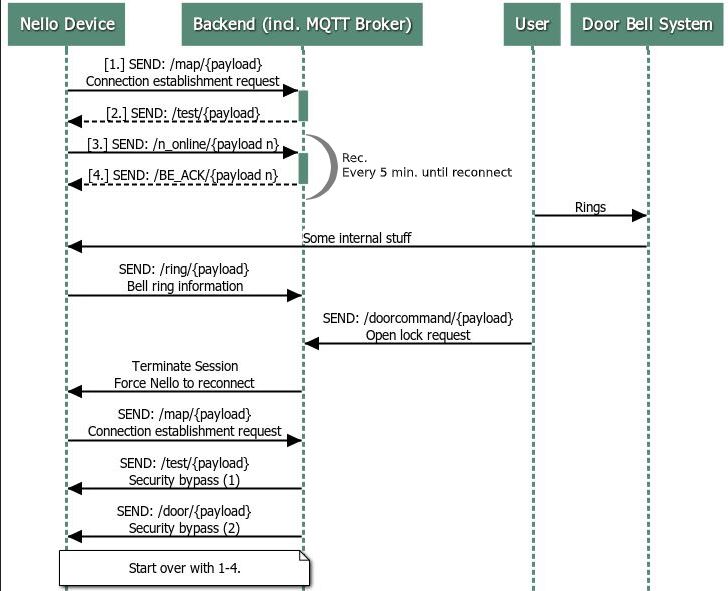 Nello Device
Backend (incl. MQTT Broker)
User
Door Bell System
[1.] SEND: /map/{payload}
Connection establishment request
[2.] SEND: /test/{payload}
[3.] SEND: /n_online/{payload n}
[4.] SEND: /BE_ACK/{payload n}
Rec.
Every 5 min. until reconnect
Rings
Some internal stuff
SEND: /ring/{payload}
Bell ring information
SEND: /doorcommand/{payload}
Open lock request
Terminate Session
Force Nello to reconnect
SEND: /map/{payload}
Connection establishment request
SEND: /test/{payload}
Security bypass (1)
SEND: /door/{payload}
Security bypass (2)
Start over with 1-4.